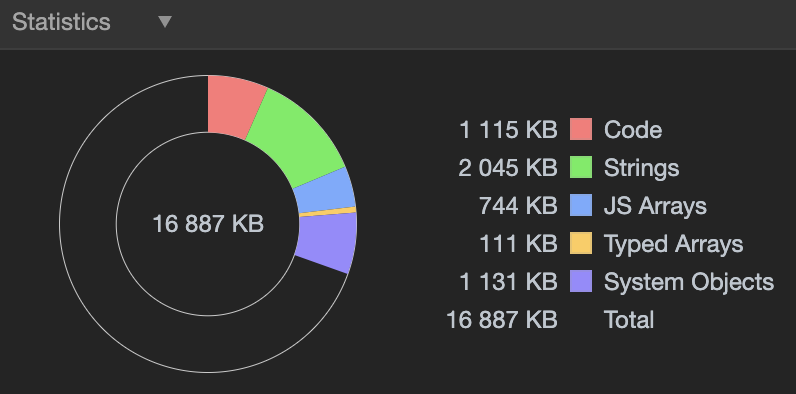 Statistics ▼
16 887 KB
1 115 KB Code
2 045 KB Strings
744 KB JS Arrays
111 KB Typed Arrays
1 131 KB System Objects
16 887 KB Total